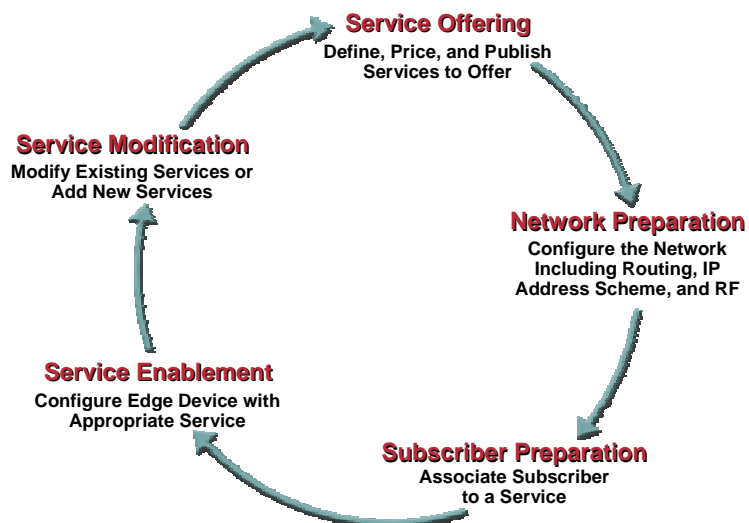 Service Offering
Define, Price, and Publish
Services to Offer
Network Preparation
Configure the Network
Including Routing, IP
Address Scheme, and RF
Subscriber Preparation
Associate Subscriber
to a Service
Service Enablement
Configure Edge Device with
Appropriate Service
Service Modification
Modify Existing Services or
Add New Services